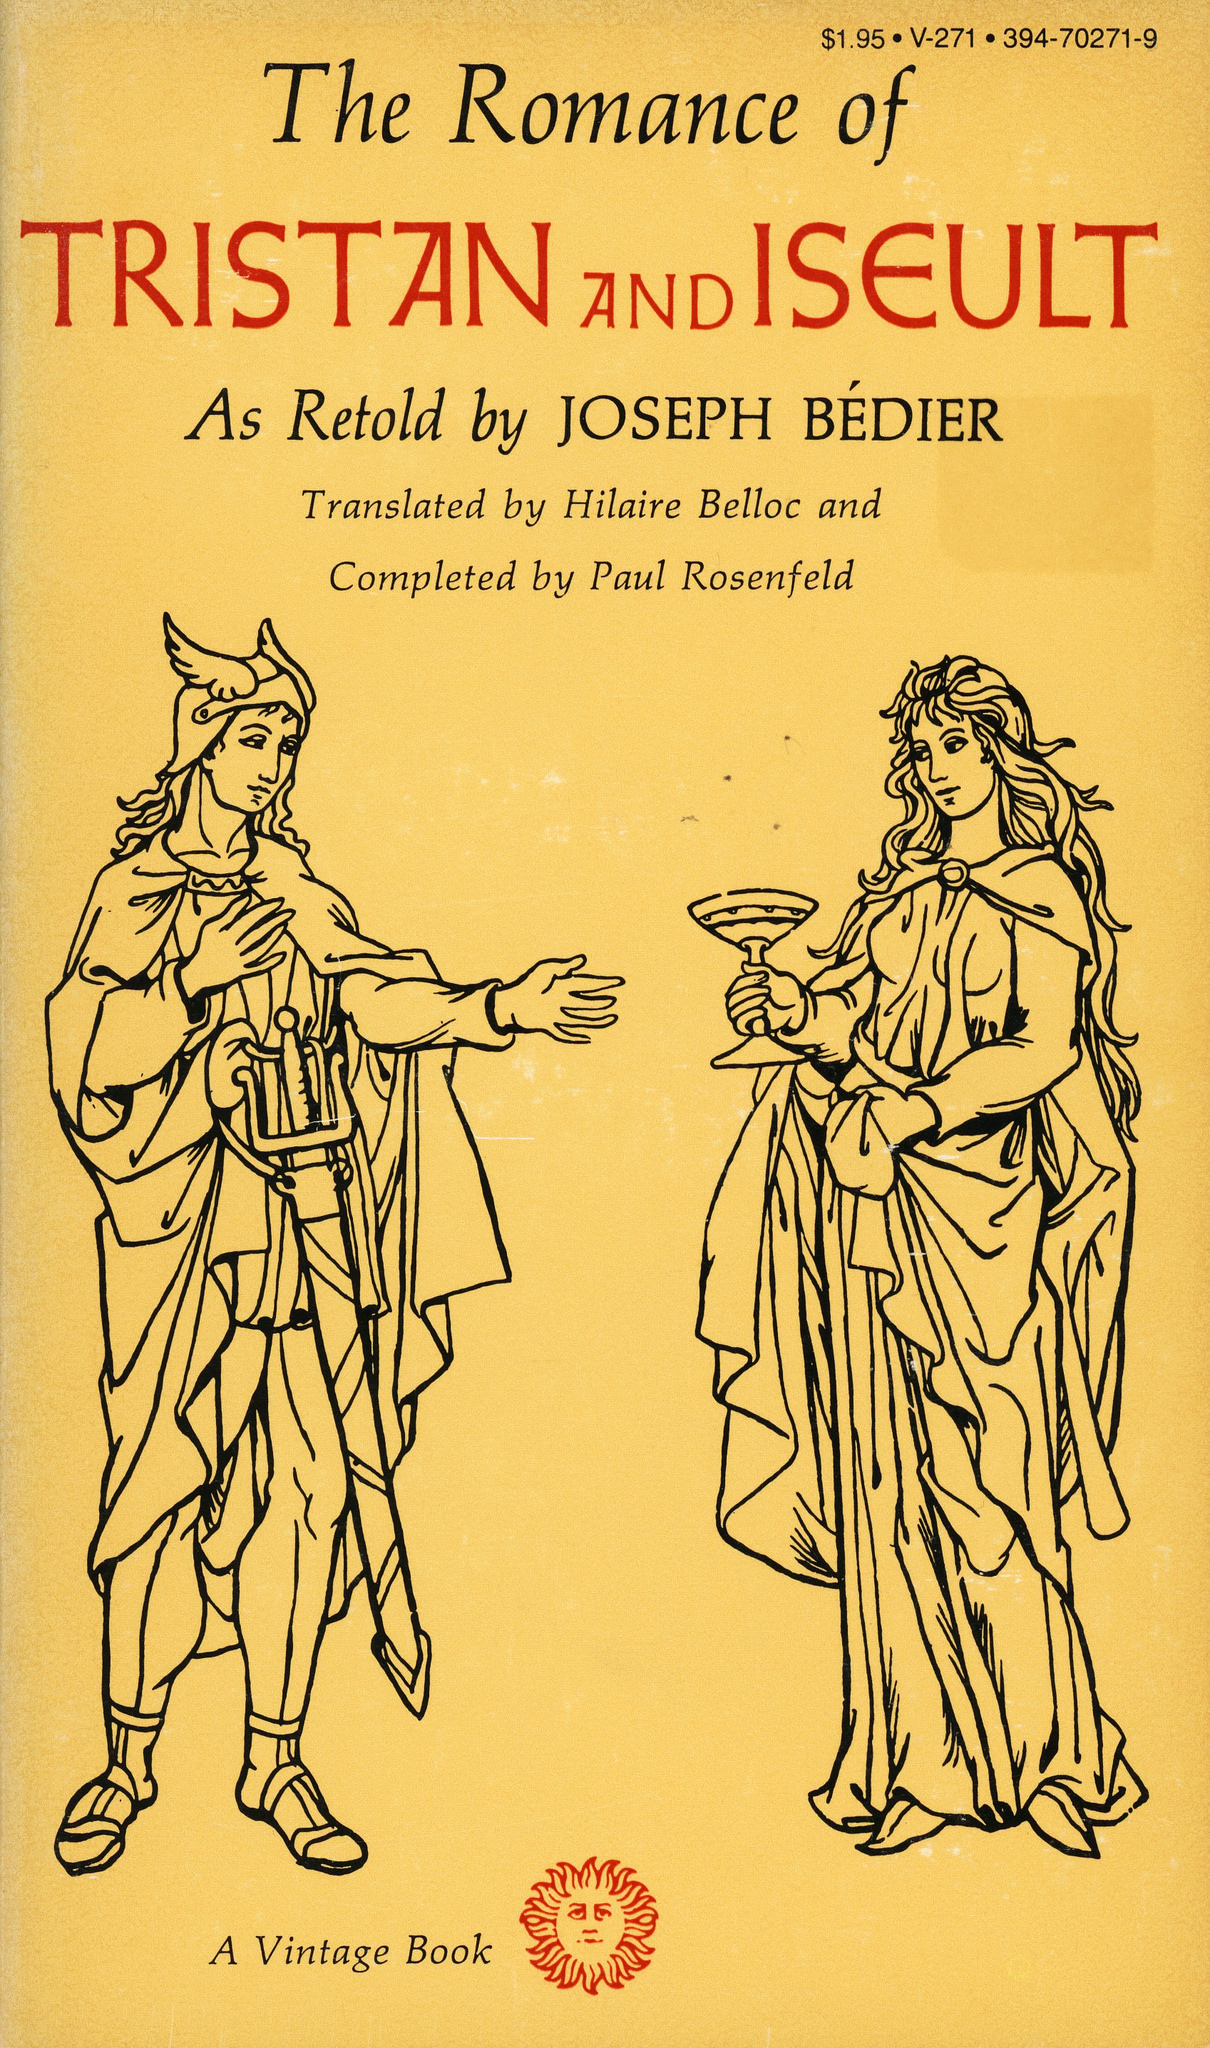 $1.95 • V-271 • 394-70271-9
The Romance of
TRISTAN AND ISEULT
As Retold by JOSEPH BÉDIER
Translated by Hilaire Belloc and
Completed by Paul Rosenfeld
A Vintage Book